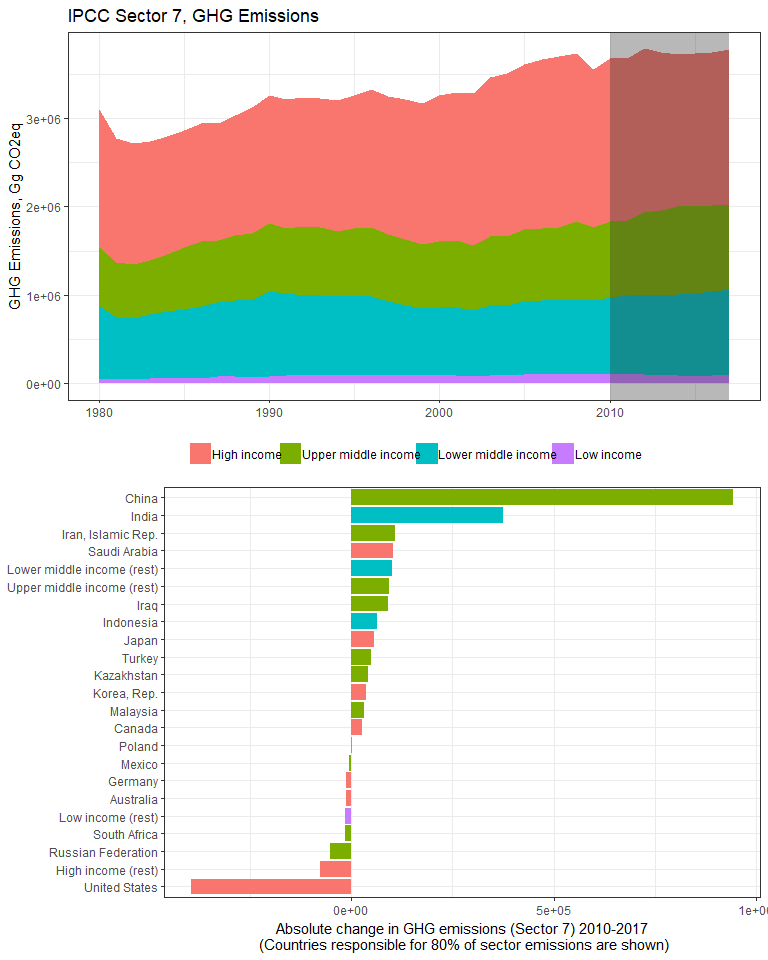 IPCC Sector 7, GHG Emissions
GHG Emissions, Gg CO2eq
3e+06
2e+06
1e+06
0e+00
1980 1990 2000 2010
High income Upper middle income Lower middle income Low income
China
India
Iran, Islamic Rep.
Saudi Arabia
Lower middle income (rest)
Upper middle income (rest)
Iraq
Indonesia
Japan
Turkey
Kazakhstan
Korea, Rep.
Malaysia
Canada
Poland
Mexico
Germany
Australia
Low income (rest)
South Africa
Russian Federation
High income (rest)
United States
0e+00 5e+05
Absolute change in GHG emissions (Sector 7) 2010-2017
(Countries responsible for 80% of sector emissions are shown)